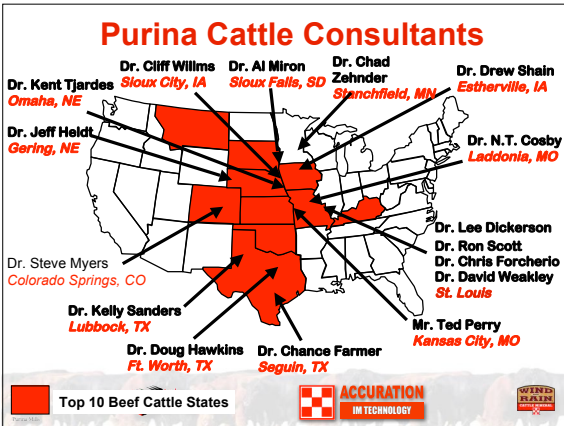 Purina Cattle Consultants
Dr. Kent Tjardes
Omaha, NE
Dr. Cliff Willms
Sioux City, IA
Dr. Al Miron
Sioux Falls, SD
Dr. Chad
Zehnder
Stanchfield, MN
Dr. Drew Shain
Estherville, IA
Dr. Jeff Heldt
Gering, NE
Dr. N.T. Cosby
Laddonia, MO
Dr. Steve Myers
Colorado Springs, CO
Dr. Lee Dickerson
Dr. Ron Scott
Dr. Chris Forcherio
Dr. David Weakley
St. Louis
Dr. Kelly Sanders
Lubbock, TX
Mr. Ted Perry
Kansas City, MO
Dr. Doug Hawkins
Ft. Worth, TX
Dr. Chance Farmer
Seguin, TX
Top 10 Beef Cattle States
ACCURATION
IM TECHNOLOGY
WIND
RAIN
CATTLE MINERAL